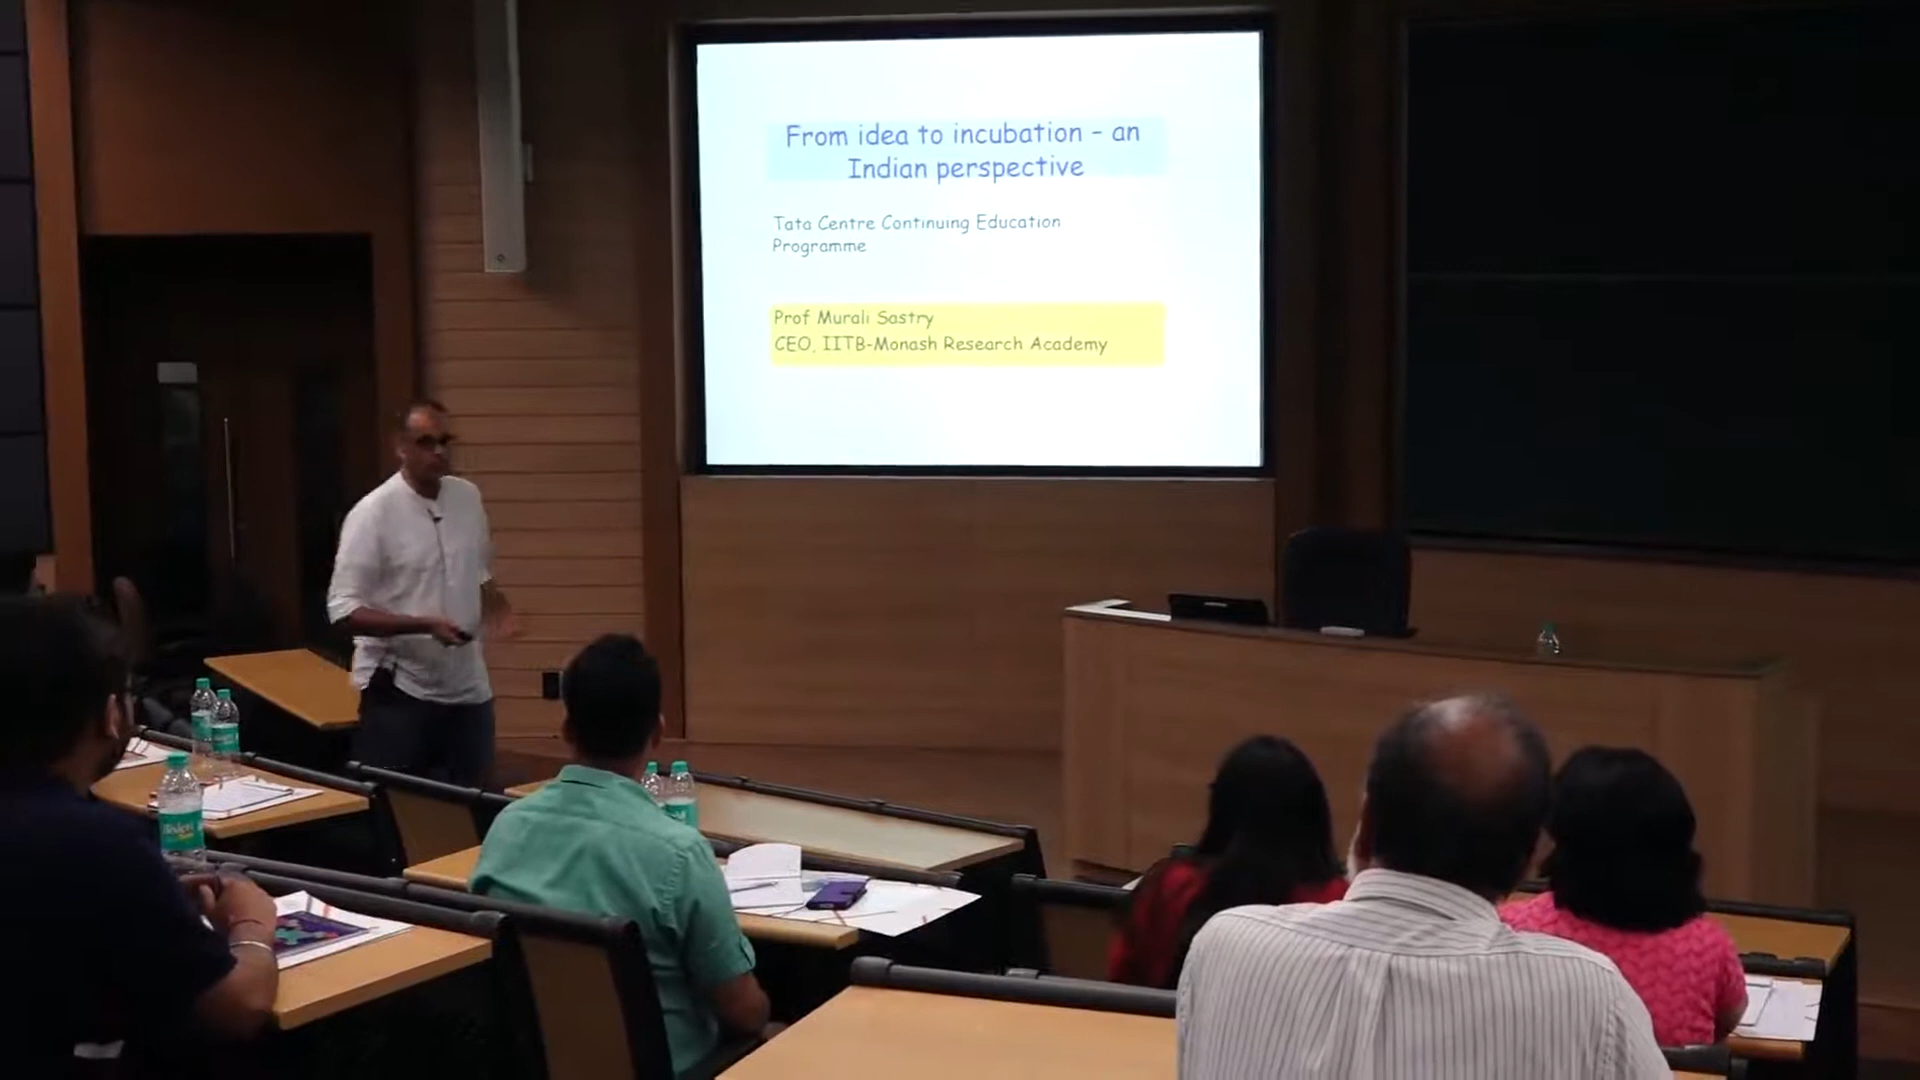 From idea to incubation – an
Indian perspective
Tata Centre Continuing Education
Programme
Prof Murali Sastry
CEO, IITB-Monash Research Academy
Bisleri